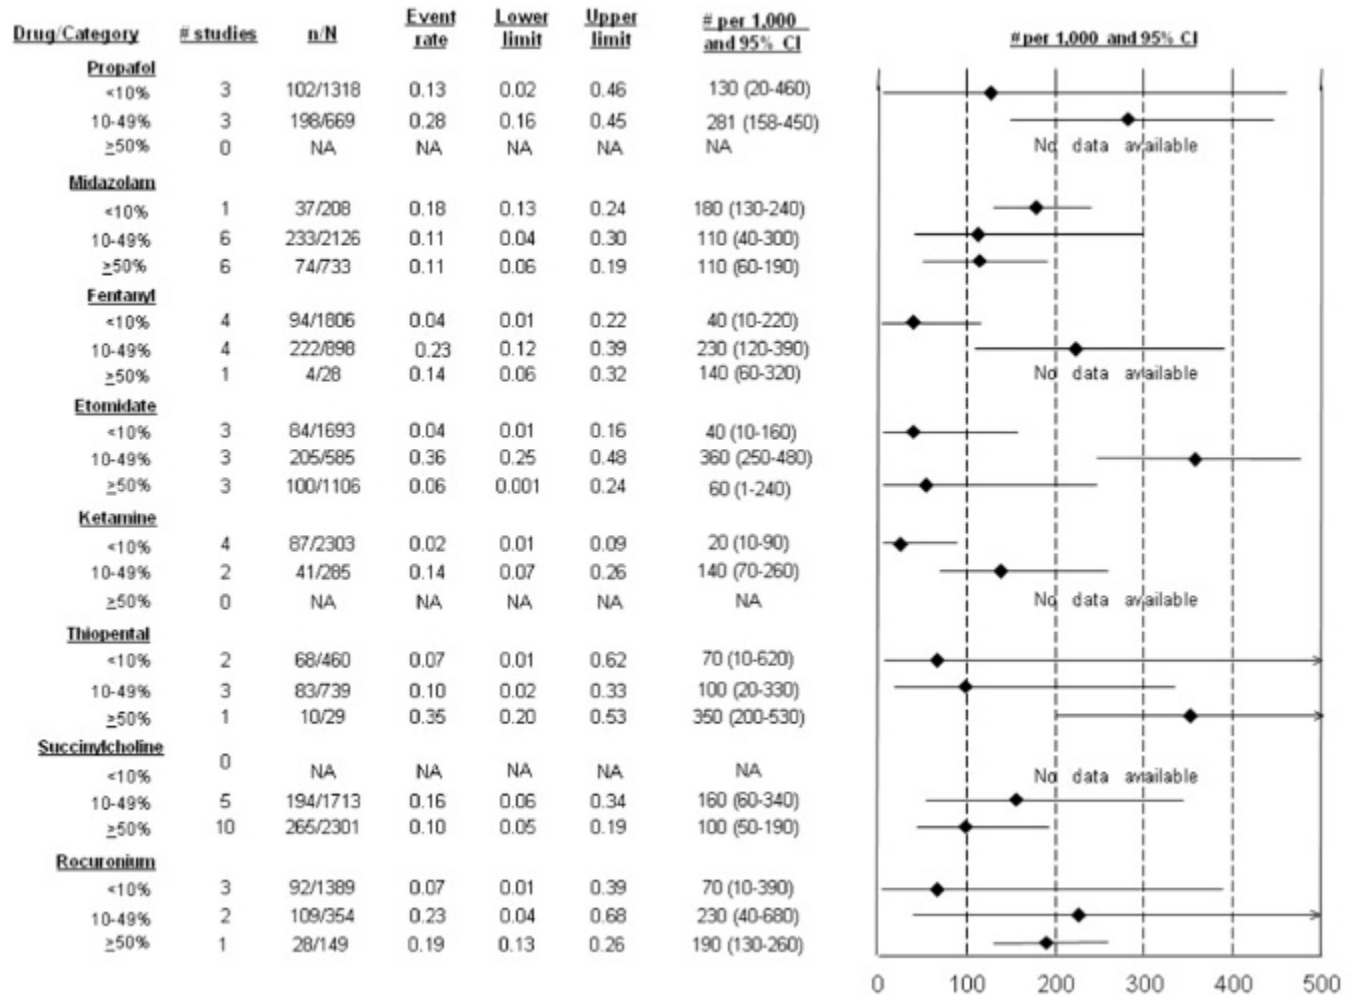 Drug/Category # studies n/N Event rate Lower limit Upper limit # per 1,000 and 95% CI # per 1,000 and 95% CI
Propafol
<10% 3 102/1318 0.13 0.02 0.46 130 (20-460)
10-49% 3 198/669 0.28 0.16 0.45 281 (158-450)
≥50% 0 NA NA NA NA NA No data available
Midazolam
<10% 1 37/208 0.18 0.13 0.24 180 (130-240)
10-49% 6 233/2126 0.11 0.04 0.30 110 (40-300)
≥50% 6 74/733 0.11 0.06 0.19 110 (60-190)
Fentanyl
<10% 4 94/1806 0.04 0.01 0.22 40 (10-220)
10-49% 4 222/898 0.23 0.12 0.39 230 (120-390)
≥50% 1 4/28 0.14 0.06 0.32 140 (60-320) No data available
Etomidate
<10% 3 84/1693 0.04 0.01 0.16 40 (10-160)
10-49% 3 205/585 0.36 0.25 0.48 360 (250-480)
≥50% 3 100/1106 0.06 0.001 0.24 60 (1-240)
Ketamine
<10% 4 87/2303 0.02 0.01 0.09 20 (10-90)
10-49% 2 41/285 0.14 0.07 0.26 140 (70-260)
≥50% 0 NA NA NA NA NA No data available
Thiopental
<10% 2 68/460 0.07 0.01 0.62 70 (10-620)
10-49% 3 83/739 0.10 0.02 0.33 100 (20-330)
≥50% 1 10/29 0.35 0.20 0.53 350 (200-530)
Succinylcholine
<10% 0 NA NA NA NA NA No data available
10-49% 5 194/1713 0.16 0.06 0.34 160 (60-340)
≥50% 10 265/2301 0.10 0.05 0.19 100 (50-190)
Rocuronium
<10% 3 92/1389 0.07 0.01 0.39 70 (10-390)
10-49% 2 109/354 0.23 0.04 0.68 230 (40-680)
≥50% 1 28/149 0.19 0.13 0.26 190 (130-260)
0 100 200 300 400 500